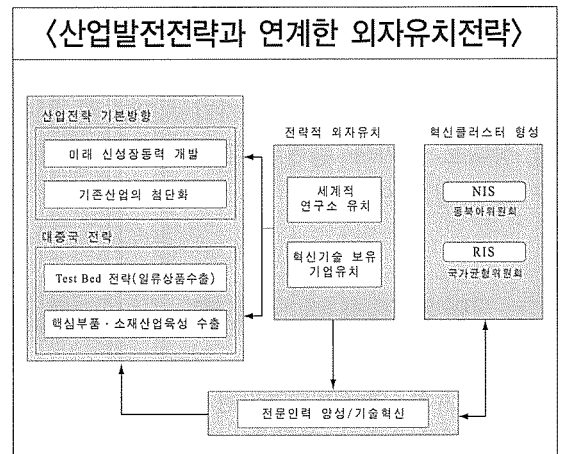 〈산업발전전략과 연계한 외자유치전략〉
산업전략 기본방향
미래 신성장동력 개발
기존산업의 첨단화
대중국 전략
Test Bed 전략(일류상품수출)
핵심부품·소재산업육성 수출
전략적 외자유치
세계적
연구소 유치
혁신기술 보유
기업유치
혁신클러스터 형성
NIS
동북아위원회
RIS
국가균형위원회
전문인력 양성/기술혁신